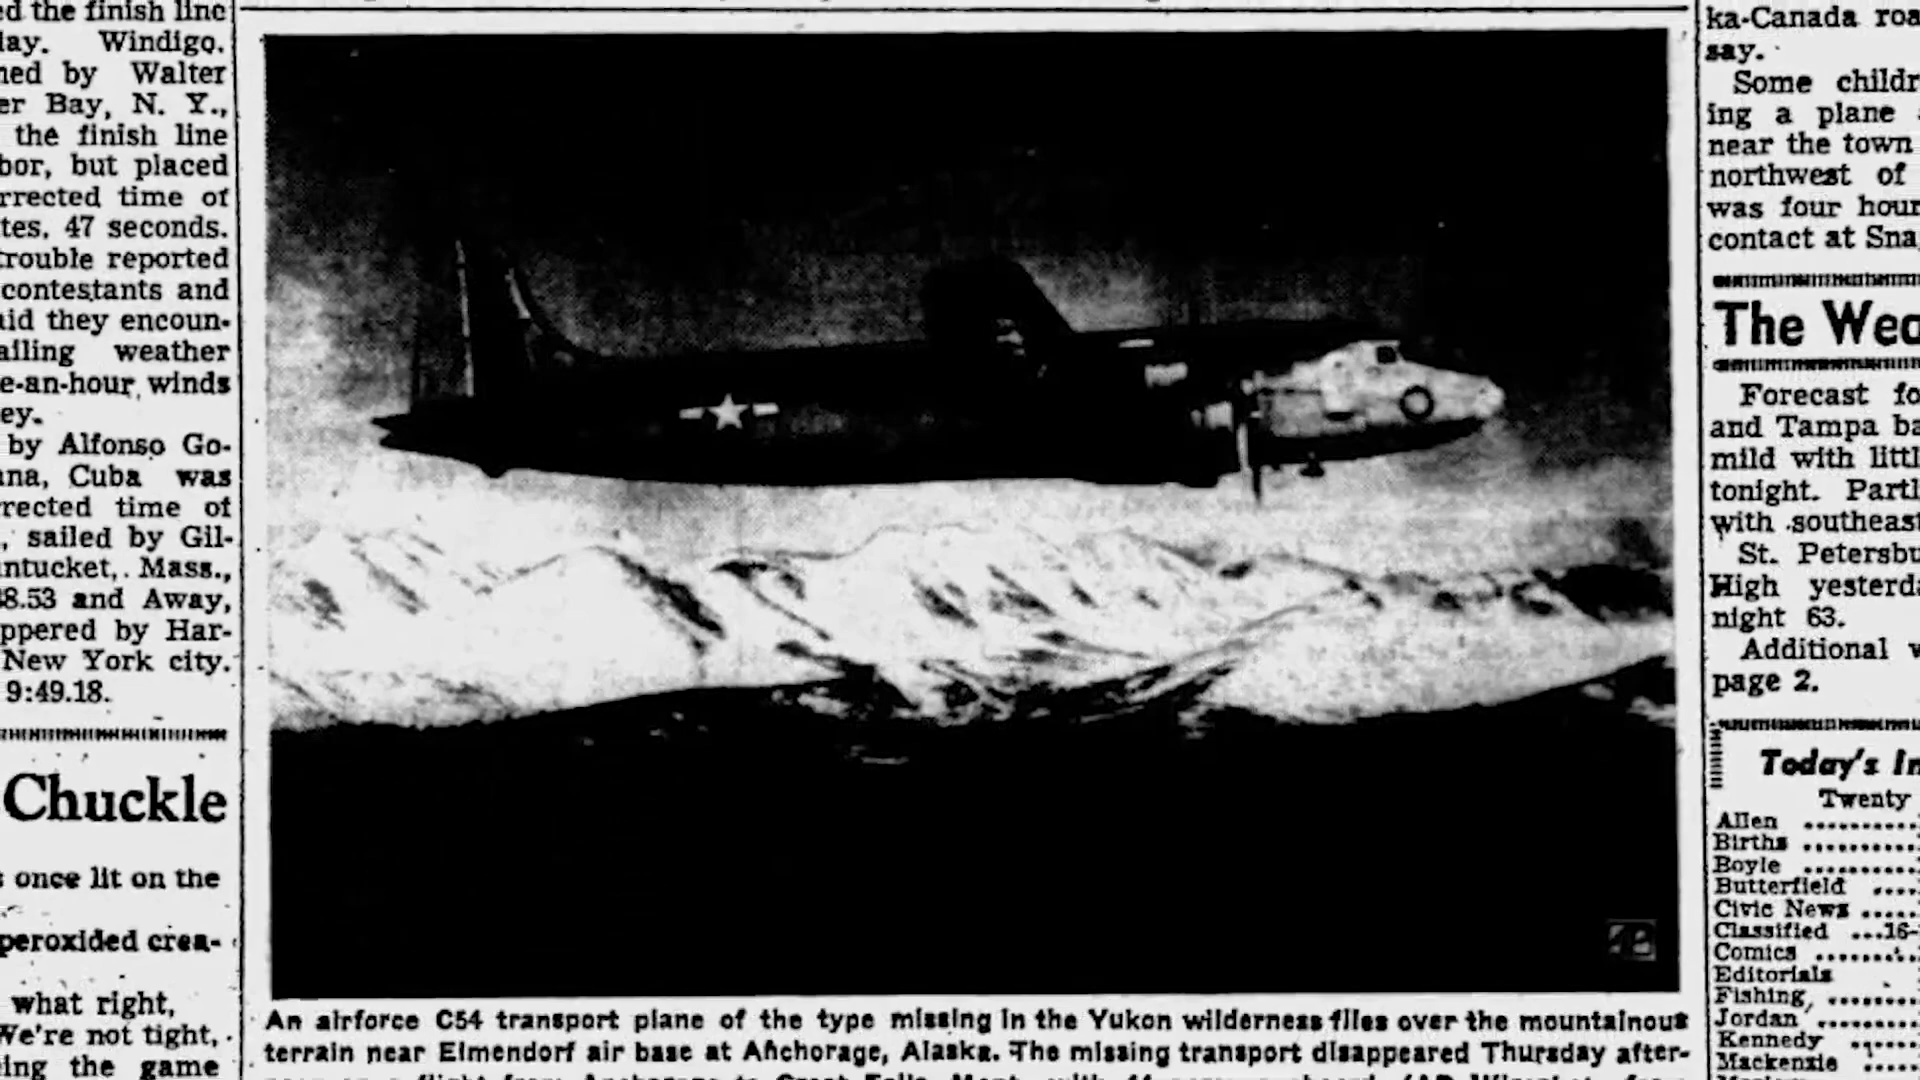 ed the finish line
lay. Windigo.
ned by Walter
er Bay, N. Y.,
the finish line
bor, but placed
rrected time of
tes, 47 seconds.
trouble reported
contestants and
aid they encoun-
ailing weather
e-an-hour winds
ey.
by Alfonso Go-
ana, Cuba was
rrected time of
, sailed by Gil-
antucket, Mass.,
48.53 and Away,
ppered by Har-
New York city.
9:49.18.
Chuckle
s once lit on the
peroxided crea-
what right,
We're not tight,
eing the game
An airforce C54 transport plane of the type missing in the Yukon wilderness flies over the mountainous
terrain near Elmendorf air base at Anchorage, Alaska. The missing transport disappeared Thursday after-
ka-Canada roa
say.
Some childr
ing a plane
near the town
northwest of
was four hour
contact at Sna
The Wea
Forecast fo
and Tampa ba
mild with littl
tonight. Partl
with southeast
St. Petersbu
High yesterda
night 63.
Additional w
page 2.
Today's In
Twenty
Allen ..........
Births ..........
Boyle ..........
Butterfield ....
Civic News .....
Classified ...16-
Comics .........
Editorials
Fishing, ........
Jordan .........
Kennedy .......
Mackenzie .....